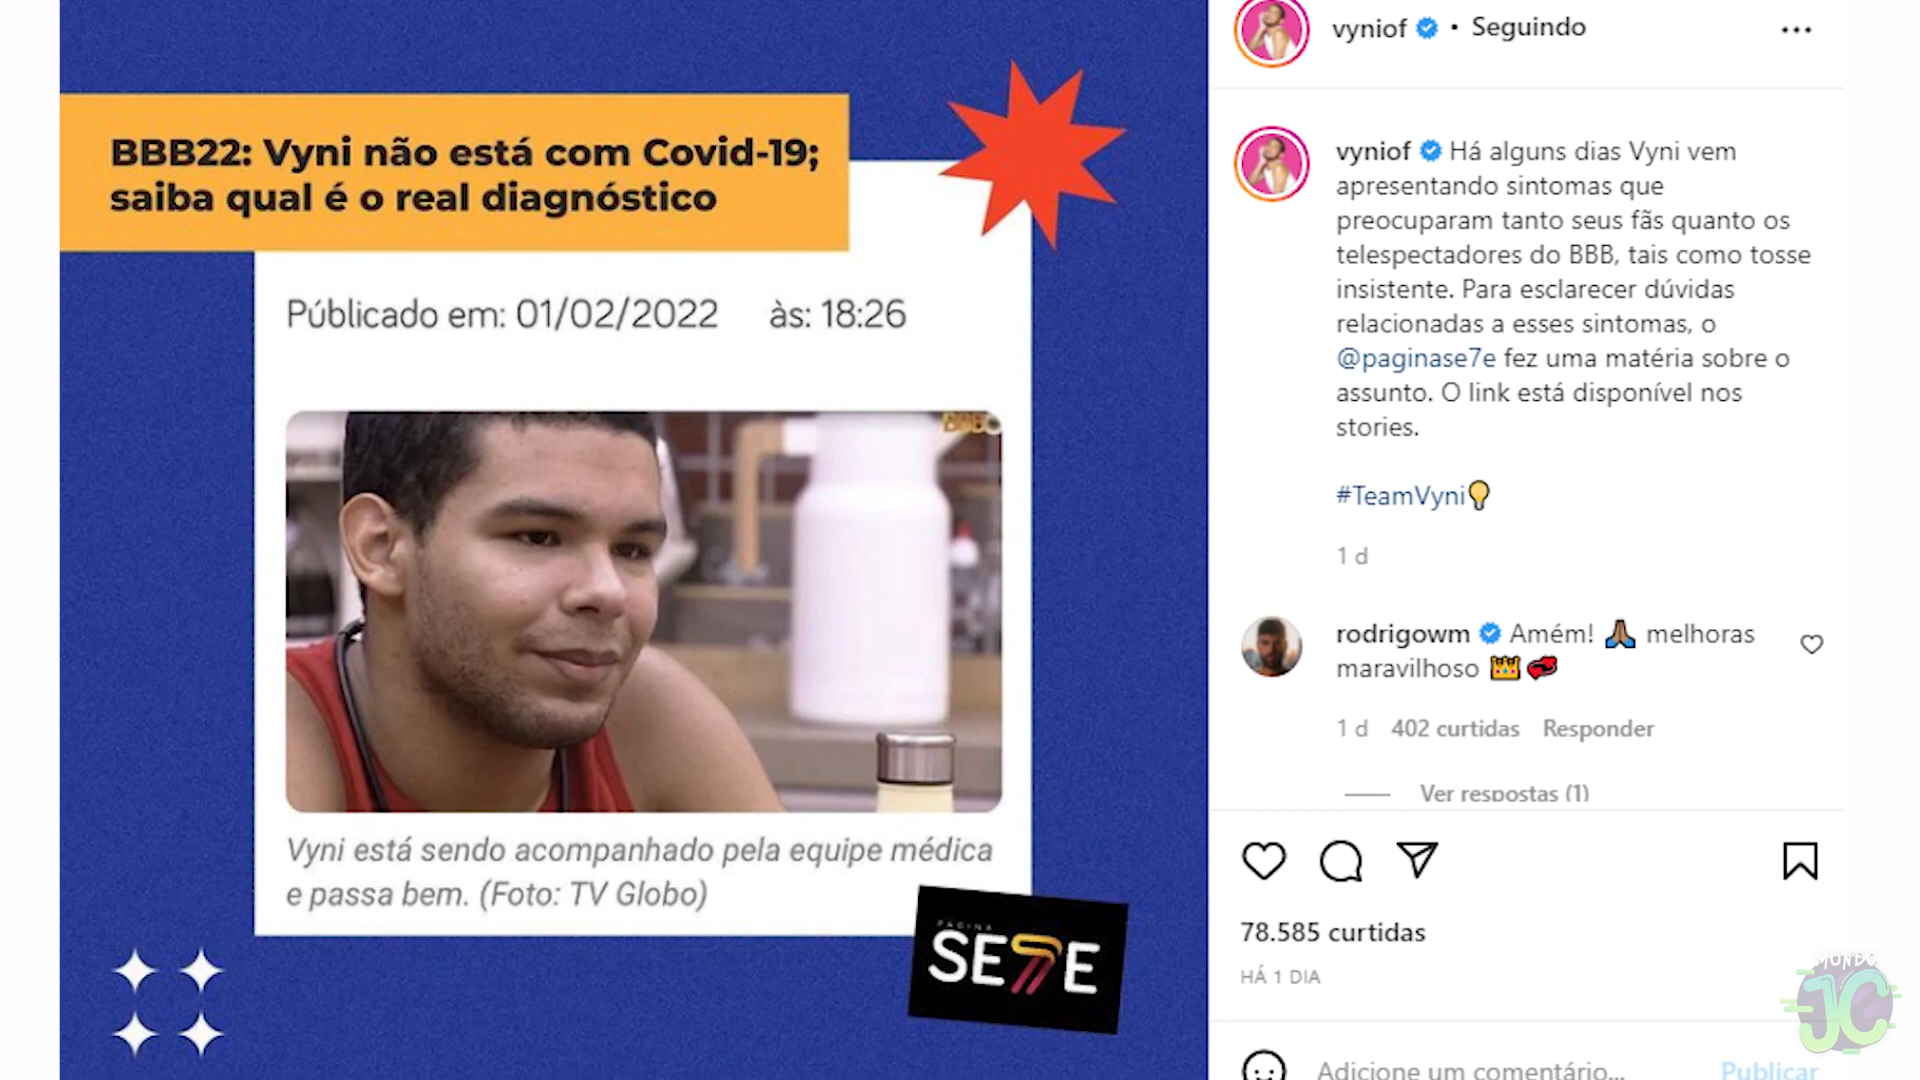 BBB22: Vyni não está com Covid-19;
saiba qual é o real diagnóstico
Públicado em: 01/02/2022 às: 18:26
Vyni está sendo acompanhado pela equipe médica
e passa bem. (Foto: TV Globo)
PÁGINA
SE7E
vyniof • Seguindo
vyniof Há alguns dias Vyni vem
apresentando sintomas que
preocuparam tanto seus fãs quanto os
telespectadores do BBB, tais como tosse
insistente. Para esclarecer dúvidas
relacionadas a esses sintomas, o
@paginase7e fez uma matéria sobre o
assunto. O link está disponível nos
stories.
#TeamVyni💡
1 d
rodrigowm Amém! 🙏🏾 melhoras
maravilhoso 👑💞
1 d 402 curtidas Responder
Ver respostas (1)
78.585 curtidas
HÁ 1 DIA
Adicione um comentário... Publicar
MUNDO
JC